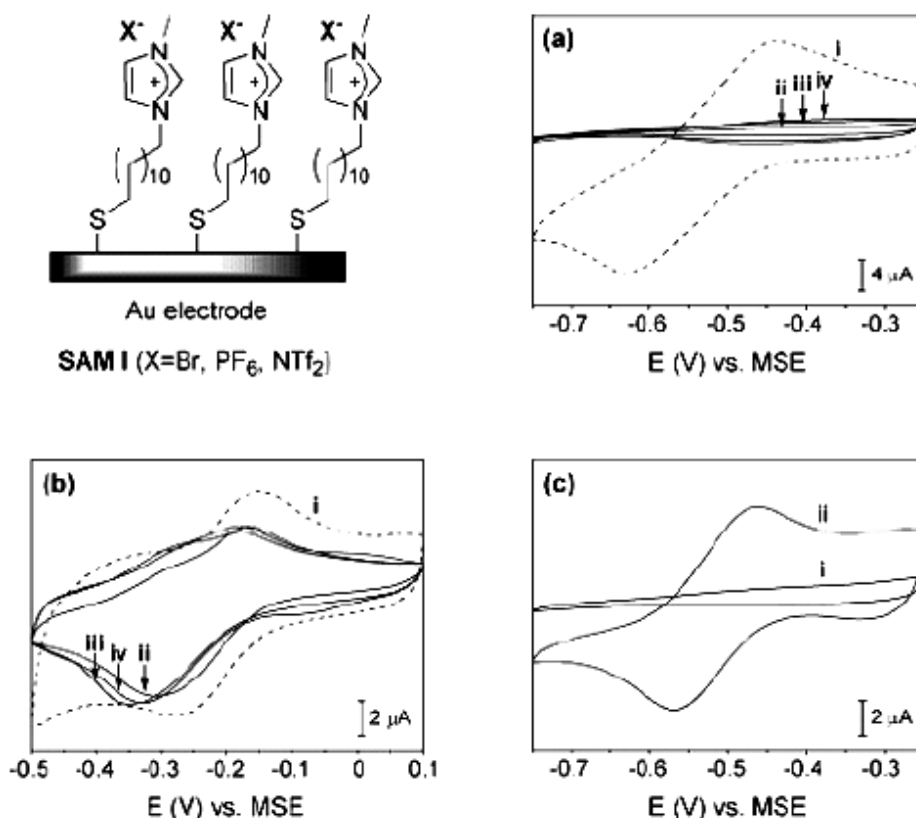 X⁻ X⁻ X⁻
N N N
+ + +
N N N
( )10 ( )10 ( )10
S S S
Au electrode
SAM I (X=Br, PF₆, NTf₂)
(a)
i
ii iii iv
4 µA
-0.7 -0.6 -0.5 -0.4 -0.3
E (V) vs. MSE
(b)
i
iii iv ii
2 µA
-0.5 -0.4 -0.3 -0.2 -0.1 0 0.1
E (V) vs. MSE
(c)
ii
i
2 µA
-0.7 -0.6 -0.5 -0.4 -0.3
E (V) vs. MSE